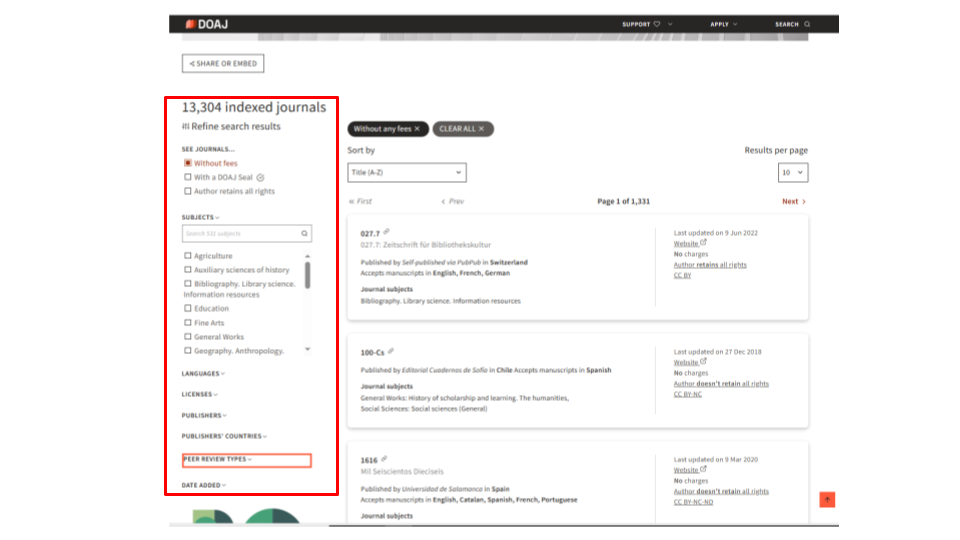 DOAJ
SUPPORT
APPLY
SEARCH
SHARE OR EMBED
13,304 indexed journals
Refine search results
SEE JOURNALS...
Without fees
With a DOAJ Seal
Author retains all rights
SUBJECTS
Search 132 subjects
Agriculture
Auxiliary sciences of history
Bibliography. Library science.
Information resources
Education
Fine Arts
General Works
Geography. Anthropology.
LANGUAGES
LICENSES
PUBLISHERS
PUBLISHERS' COUNTRIES
PEER REVIEW TYPES
DATE ADDED
Without any fees ×
CLEAR ALL ×
Sort by
Results per page
Title (A-Z)
10
« First
‹ Prev
Page 1 of 1,331
Next ›
027.7
027.7: Zeitschrift für Bibliothekskultur
Published by Self-published via PubPub in Switzerland
Accepts manuscripts in English, French, German
Journal subjects
Bibliography. Library science. Information resources
Last updated on 9 Jun 2022
Website
No charges
Author retains all rights
CC BY
100-Cs
Published by Editorial Cuadernos de Sofía in Chile Accepts manuscripts in Spanish
Journal subjects
General Works: History of scholarship and learning. The humanities,
Social Sciences: Social sciences (General)
Last updated on 27 Dec 2018
Website
No charges
Author doesn't retain all rights
CC BY-NC
1616
Mil Seiscientos Dieciseis
Published by Universidad de Salamanca in Spain
Accepts manuscripts in English, Catalan, Spanish, French, Portuguese
Journal subjects
Last updated on 9 Mar 2020
Website
No charges
Author doesn't retain all rights
CC BY-NC-ND